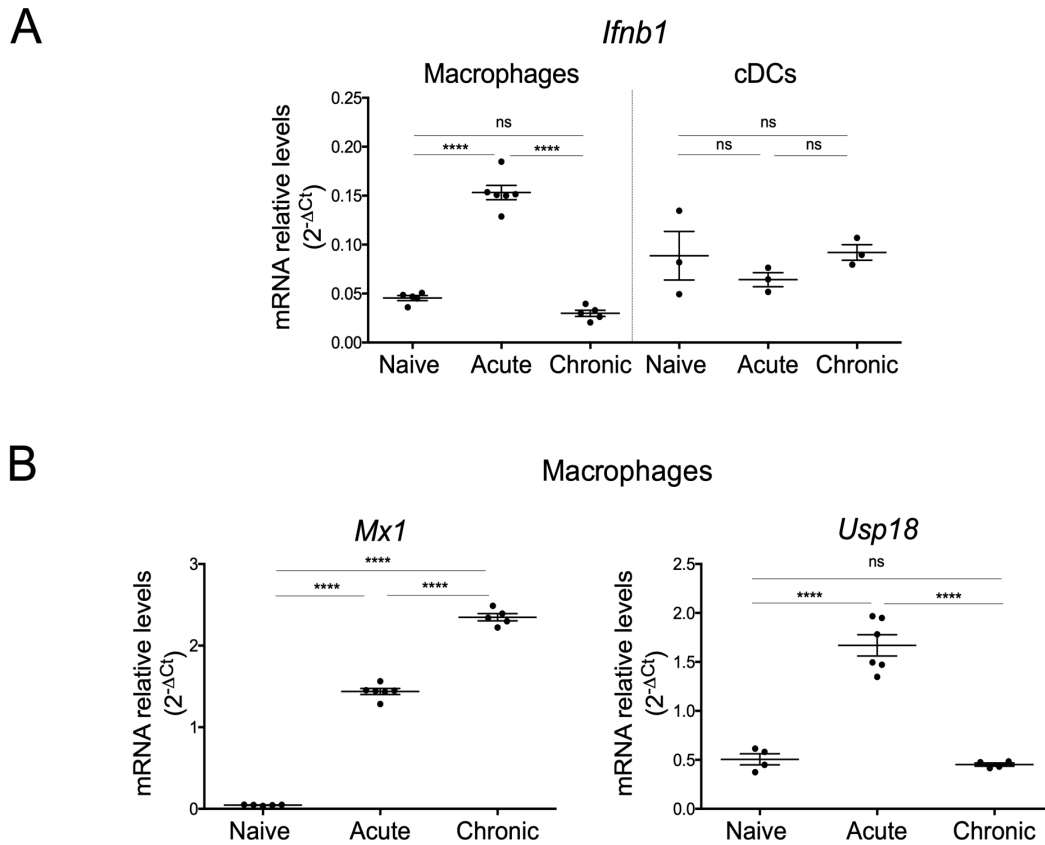 A
Ifnb1
Macrophages
cDCs
mRNA relative levels
(2-ΔCt)
0.25
0.20
0.15
0.10
0.05
0.00
ns
****
****
ns
ns
ns
Naive
Acute
Chronic
Naive
Acute
Chronic
B
Macrophages
Mx1
mRNA relative levels
(2-ΔCt)
3
2
1
0
****
****
****
Naive
Acute
Chronic
Usp18
mRNA relative levels
(2-ΔCt)
2.5
2.0
1.5
1.0
0.5
0.0
ns
****
****
Naive
Acute
Chronic